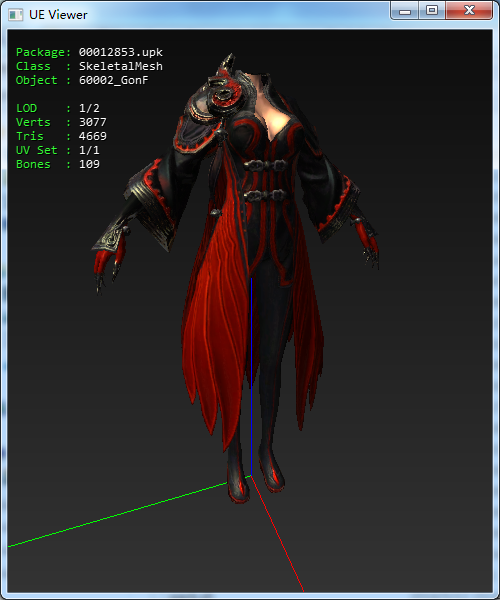 UE Viewer
Package: 00012853.upk
Class  : SkeletalMesh
Object : 60002_GonF
LOD    : 1/2
Verts  : 3077
Tris   : 4669
UV Set : 1/1
Bones  : 109